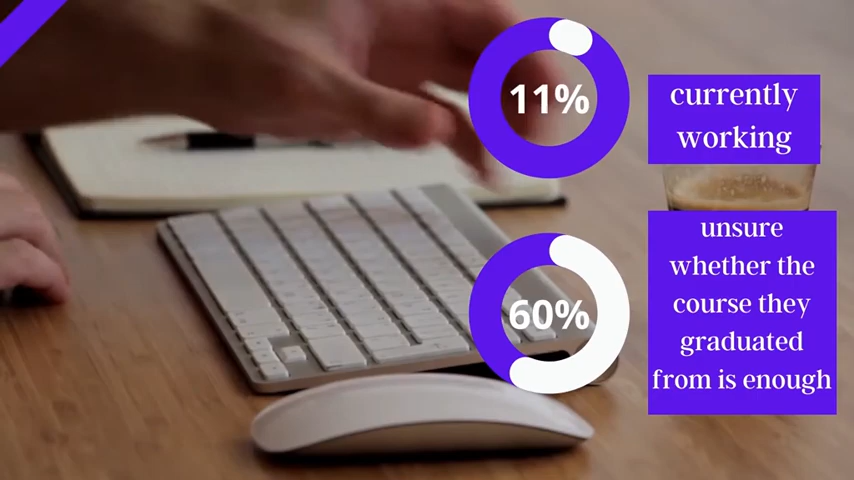 11%
currently
working
60%
unsure
whether the
course they
graduated
from is enough